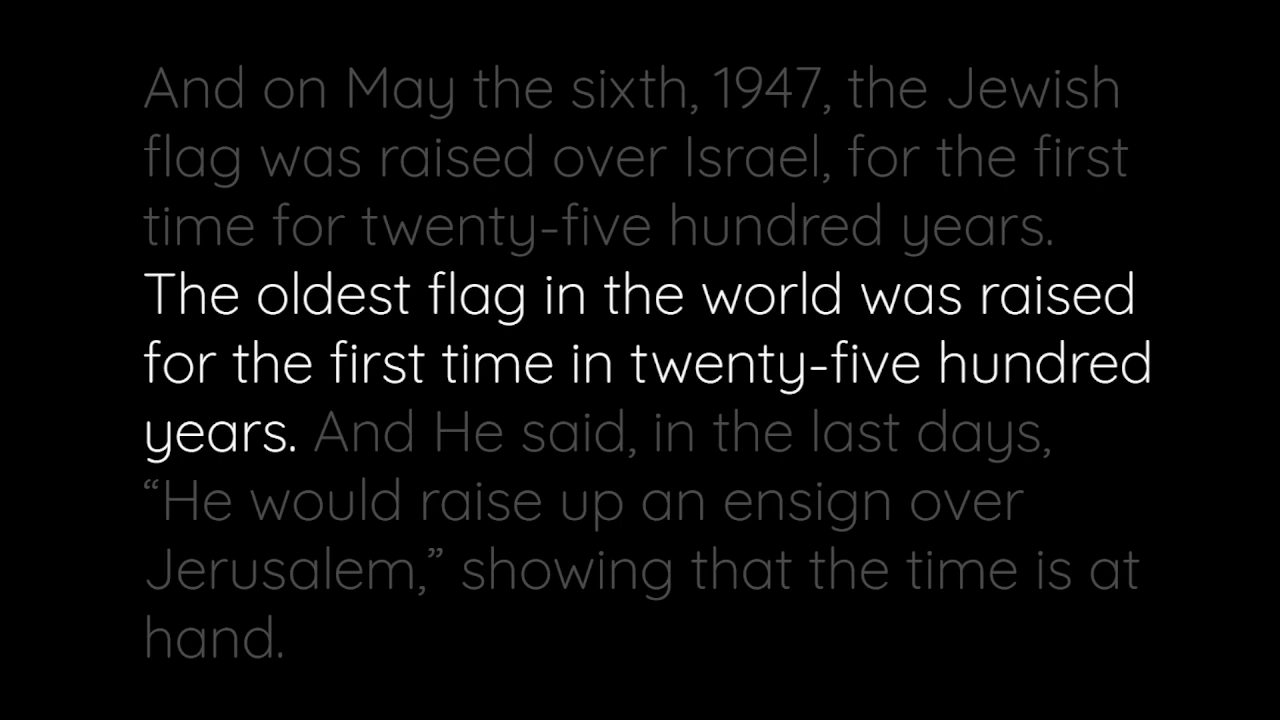 And on May the sixth, 1947, the Jewish
flag was raised over Israel, for the first
time for twenty-five hundred years.
The oldest flag in the world was raised
for the first time in twenty-five hundred
years. And He said, in the last days,
“He would raise up an ensign over
Jerusalem,” showing that the time is at
hand.